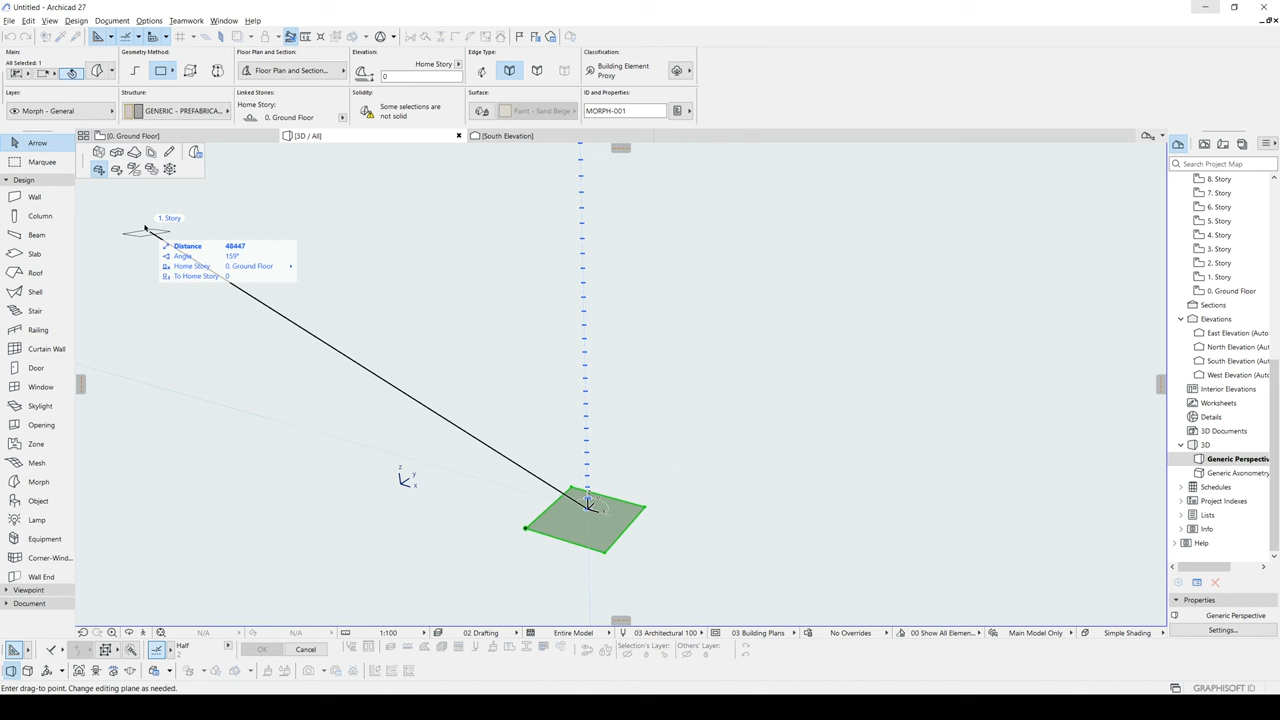 Untitled - Archicad 27
File Edit View Design Document Options Teamwork Window Help
Main: Geometry Method: Floor Plan and Section: Elevation: Edge Type: Classification:
All Selected: 1
Home Story:
Floor Plan and Section...
0
Building Element
Proxy
Layer: Structure: Linked Stories: Solidity: Surface: ID and Properties:
Home Story:
Morph - General
GENERIC - PREFABRICA...
0. Ground Floor
Some selections are
not solid
Paint - Sand Beige
MORPH-001
[0. Ground Floor]
[3D / All]
[South Elevation]
Arrow
Marquee
Design
Wall
Column
Beam
Slab
Roof
Shell
Stair
Railing
Curtain Wall
Door
Window
Skylight
Opening
Zone
Mesh
Morph
Object
Lamp
Equipment
Corner-Wind...
Wall End
Viewpoint
Document
1. Story
Distance 48447
Angle 159°
Home Story 0. Ground Floor
To Home Story 0
z
y
x
Search Project Map
8. Story
7. Story
6. Story
5. Story
4. Story
3. Story
2. Story
1. Story
0. Ground Floor
Sections
Elevations
East Elevation (Auto
North Elevation (Aut
South Elevation (Aut
West Elevation (Aut
Interior Elevations
Worksheets
Details
3D Documents
3D
Generic Perspectiv
Generic Axonometry
Schedules
Project Indexes
Lists
Info
Help
Properties
Generic Perspective
Settings...
N/A
N/A
1:100
02 Drafting
Entire Model
03 Architectural 100
03 Building Plans
No Overrides
00 Show All Elemen...
Main Model Only
Simple Shading
Half
2
OK
Cancel
Selection's Layer:
Others' Layer:
Enter drag-to point. Change editing plane as needed.
GRAPHISOFT ID